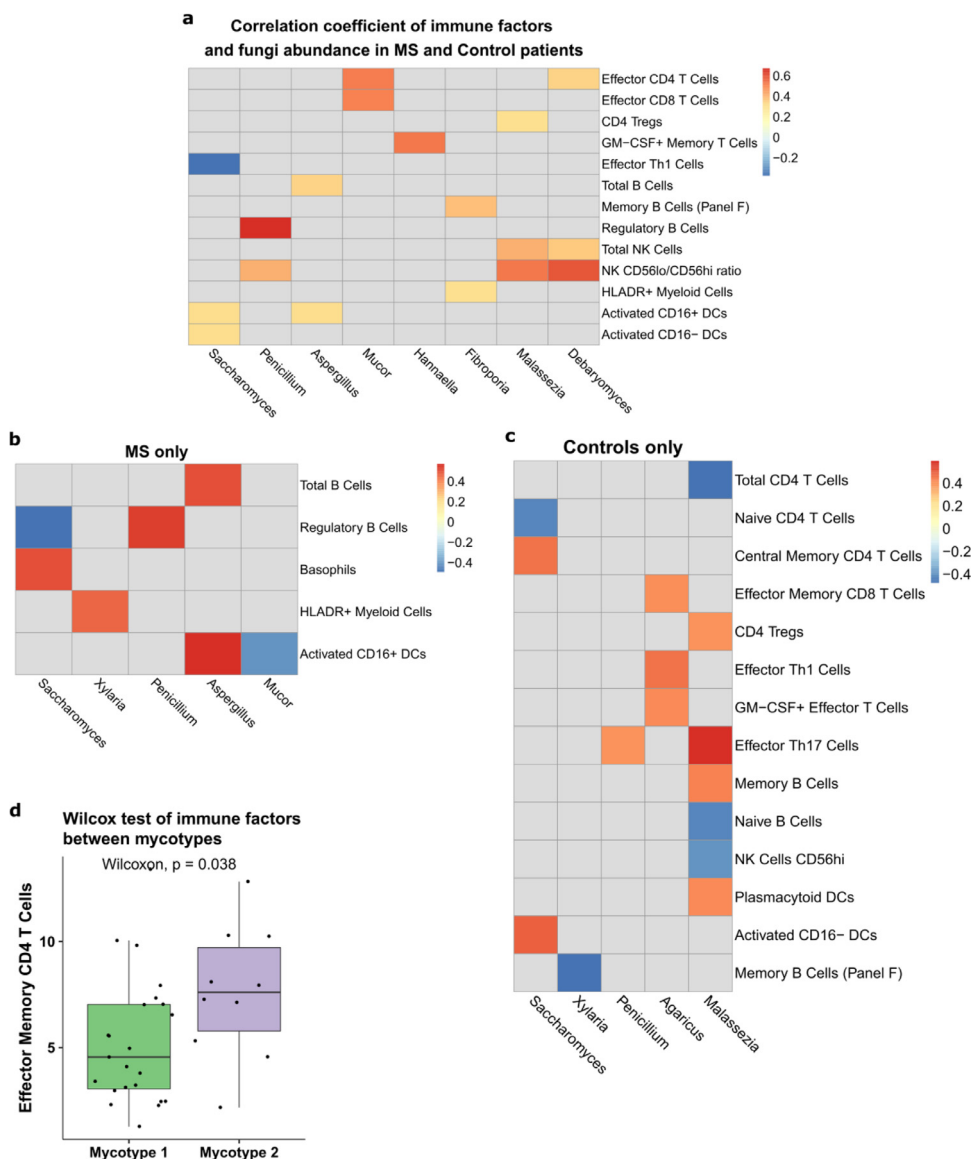 a
Correlation coefficient of immune factors
and fungi abundance in MS and Control patients
Effector CD4 T Cells
Effector CD8 T Cells
CD4 Tregs
GM−CSF+ Memory T Cells
Effector Th1 Cells
Total B Cells
Memory B Cells (Panel F)
Regulatory B Cells
Total NK Cells
NK CD56lo/CD56hi ratio
HLADR+ Myeloid Cells
Activated CD16+ DCs
Activated CD16− DCs
0.6
0.4
0.2
0
−0.2
Saccharomyces
Penicillium
Aspergillus
Mucor
Hannaella
Fibroporia
Malassezia
Debaryomyces
b
MS only
Total B Cells
Regulatory B Cells
Basophils
HLADR+ Myeloid Cells
Activated CD16+ DCs
0.4
0.2
0
−0.2
−0.4
Saccharomyces
Xylaria
Penicillium
Aspergillus
Mucor
c
Controls only
Total CD4 T Cells
Naive CD4 T Cells
Central Memory CD4 T Cells
Effector Memory CD8 T Cells
CD4 Tregs
Effector Th1 Cells
GM−CSF+ Effector T Cells
Effector Th17 Cells
Memory B Cells
Naive B Cells
NK Cells CD56hi
Plasmacytoid DCs
Activated CD16− DCs
Memory B Cells (Panel F)
0.4
0.2
0
−0.2
−0.4
Saccharomyces
Xylaria
Penicillium
Agaricus
Malassezia
d
Wilcox test of immune factors
between mycotypes
Wilcoxon, p = 0.038
Effector Memory CD4 T Cells
10
5
Mycotype 1
Mycotype 2